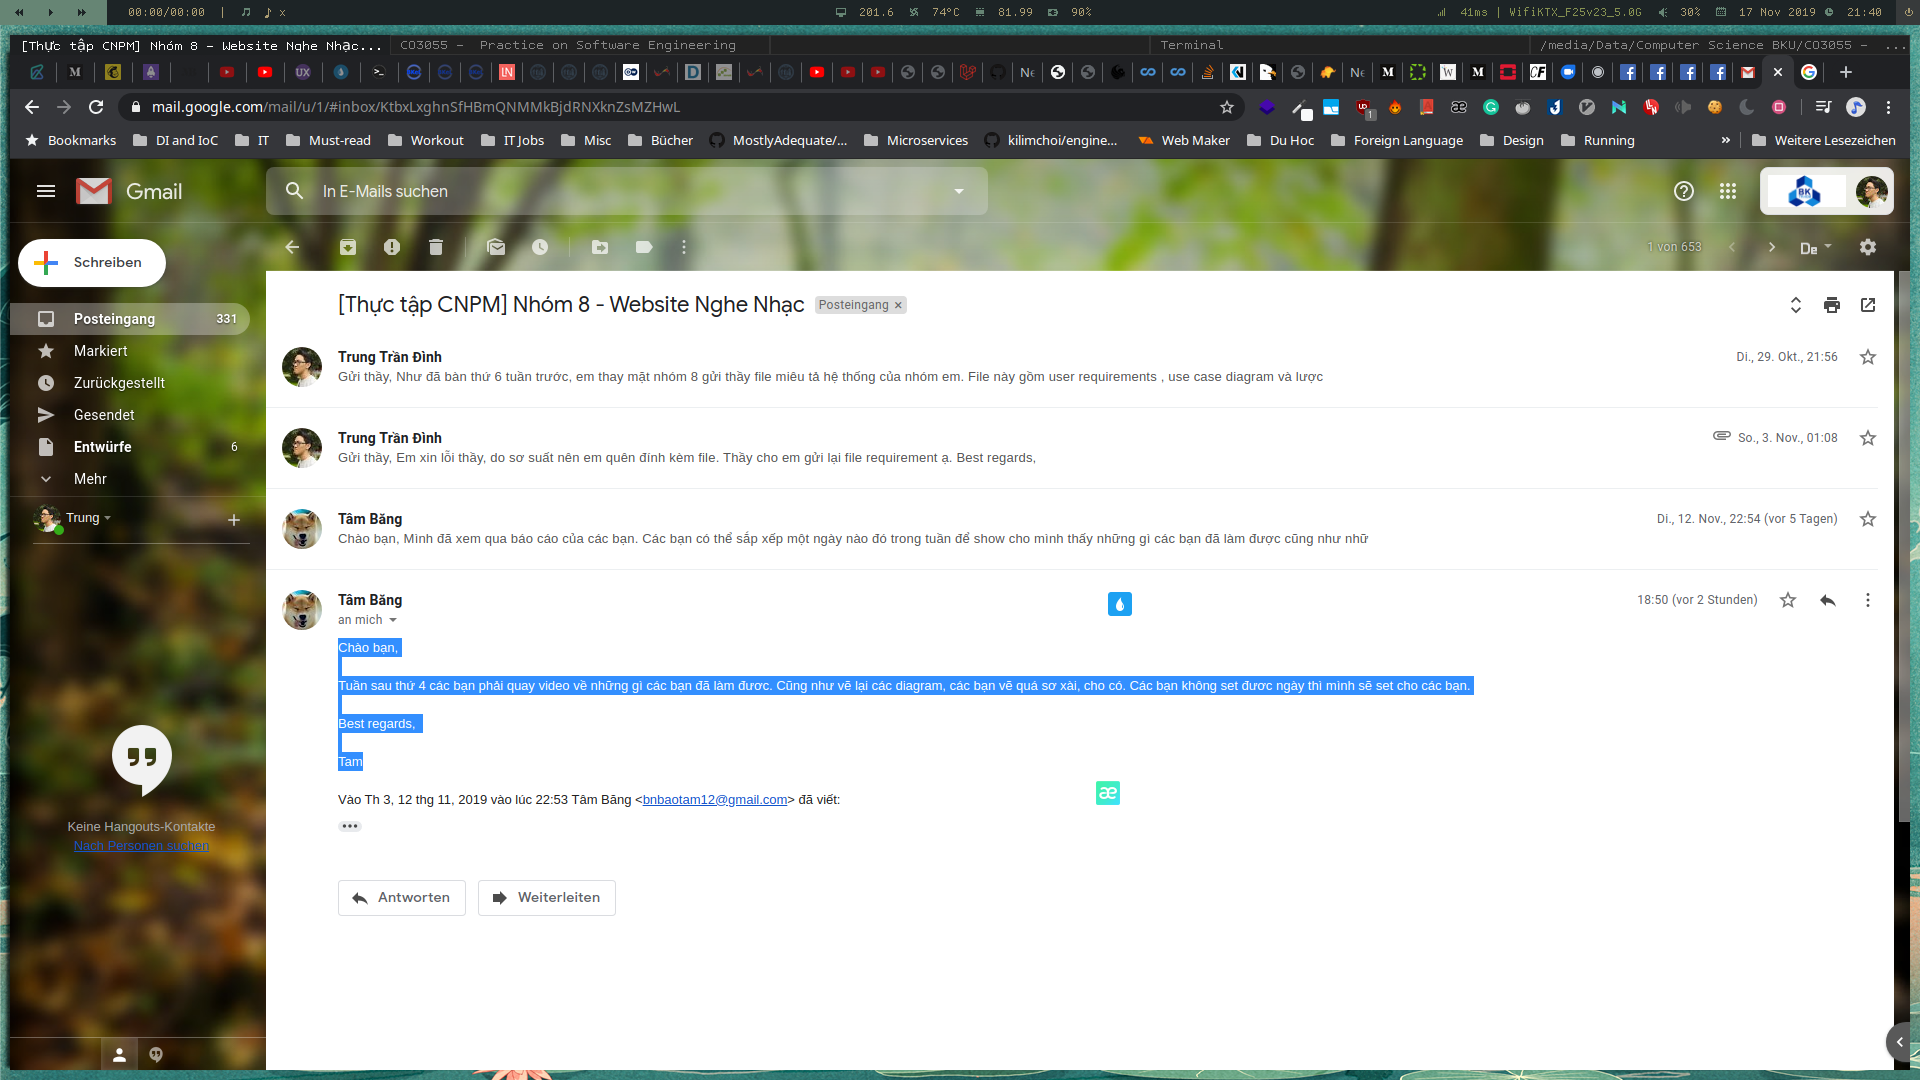 00:00/00:00 | x
201.6 74°C 81.99 90%
41ms | WifiKTX_F25v23_5.0G 30% 17 Nov 2019 21:40
[Thực tập CNPM] Nhóm 8 - Website Nghe Nhạc...
CO3055 - Practice on Software Engineering
Terminal
/media/Data/Computer Science BKU/CO3055 - ...
mail.google.com/mail/u/1/#inbox/KtbxLxghnSfHBmQNMMkBjdRNXknZsMZHwL
Bookmarks DI and IoC IT Must-read Workout IT Jobs Misc Bücher MostlyAdequate/... Microservices kilimchoi/engine... Web Maker Du Hoc Foreign Language Design Running » Weitere Lesezeichen
Gmail
In E-Mails suchen
BK
Schreiben
1 von 653
De
Posteingang 331
Markiert
Zurückgestellt
Gesendet
Entwürfe 6
Mehr
Trung
Keine Hangouts-Kontakte
Nach Personen suchen
[Thực tập CNPM] Nhóm 8 - Website Nghe Nhạc Posteingang ×
Trung Trần Đình Di., 29. Okt., 21:56
Gửi thầy, Như đã bàn thứ 6 tuần trước, em thay mặt nhóm 8 gửi thầy file miêu tả hệ thống của nhóm em. File này gồm user requirements , use case diagram và lược
Trung Trần Đình So., 3. Nov., 01:08
Gửi thầy, Em xin lỗi thầy, do sơ suất nên em quên đính kèm file. Thầy cho em gửi lại file requirement ạ. Best regards,
Tâm Băng Di., 12. Nov., 22:54 (vor 5 Tagen)
Chào bạn, Mình đã xem qua báo cáo của các bạn. Các bạn có thể sắp xếp một ngày nào đó trong tuần để show cho mình thấy những gì các bạn đã làm được cũng như nhữ
Tâm Băng 18:50 (vor 2 Stunden)
an mich
Chào bạn,
Tuần sau thứ 4 các bạn phải quay video về những gì các bạn đã làm đươc. Cũng như vẽ lại các diagram, các bạn vẽ quá sơ xài, cho có. Các bạn không set đươc ngày thì mình sẽ set cho các bạn.
Best regards,
Tam
Vào Th 3, 12 thg 11, 2019 vào lúc 22:53 Tâm Băng <bnbaotam12@gmail.com> đã viết:
æ
Antworten Weiterleiten